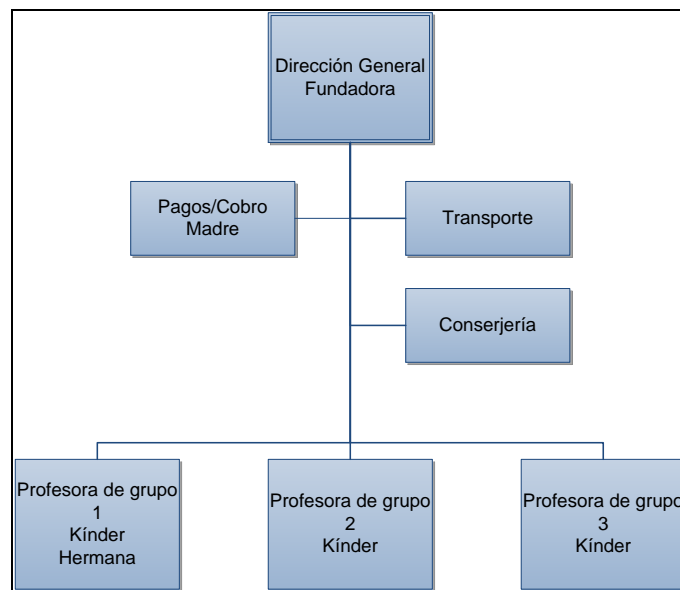 Dirección General
Fundadora
Pagos/Cobro
Madre
Transporte
Conserjería
Profesora de grupo
1
Kínder
Hermana
Profesora de grupo
2
Kínder
Profesora de grupo
3
Kínder